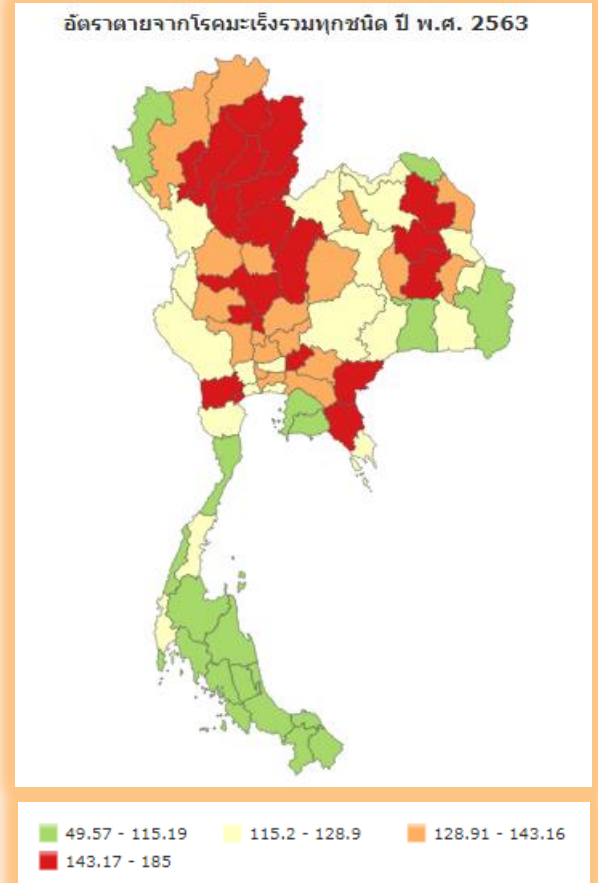 อัตราตายจากโรคมะเร็งรวมทุกชนิด ปี พ.ศ. 2563
49.57 - 115.19 115.2 - 128.9 128.91 - 143.16
143.17 - 185